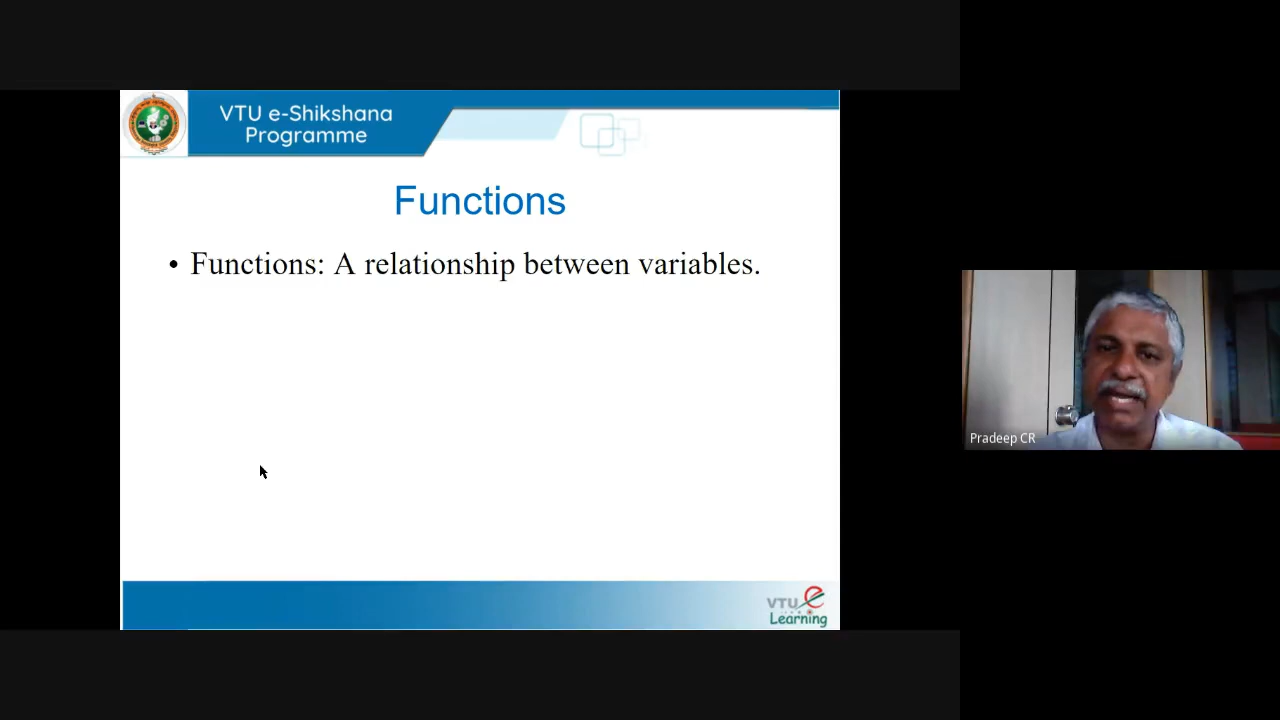 VTU e-Shikshana
Programme
Functions
• Functions: A relationship between variables.
Pradeep CR
VTU e
Learning